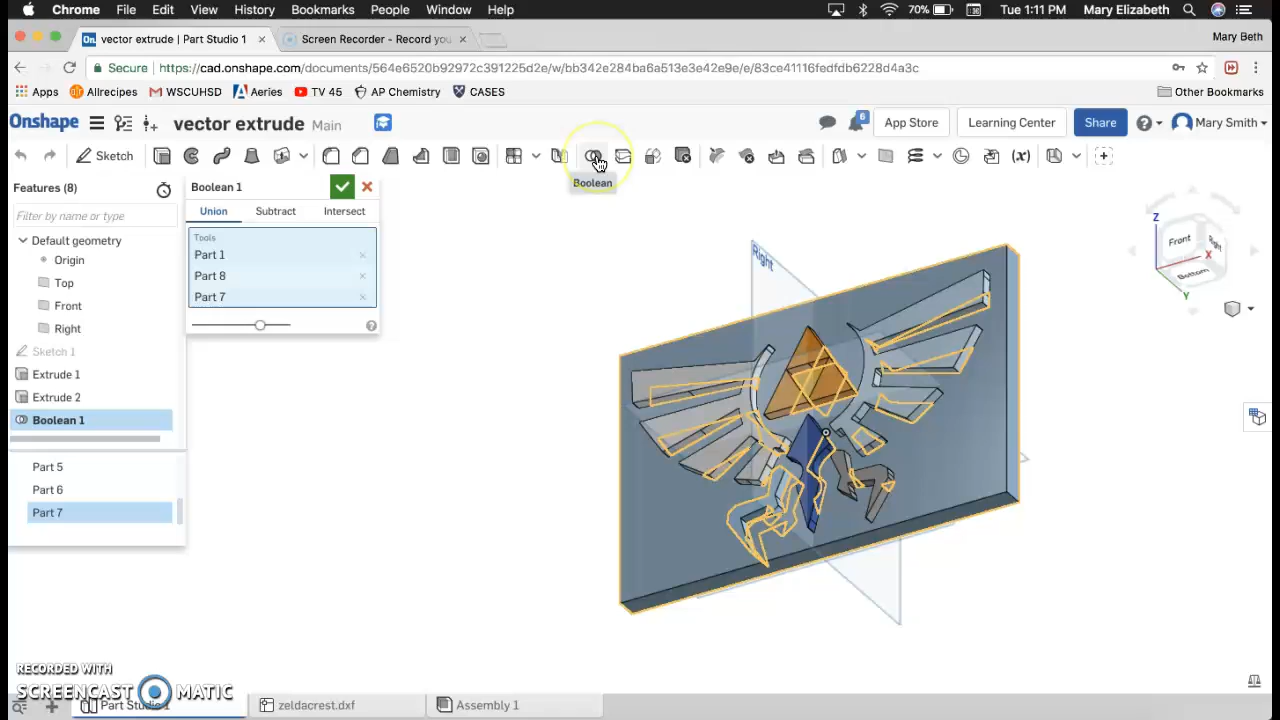 Chrome File Edit View History Bookmarks People Window Help 70% Tue 1:11 PM Mary Elizabeth
On vector extrude | Part Studio 1 × Screen Recorder - Record you × Mary Beth
Secure https://cad.onshape.com/documents/564e6520b92972c391225d2e/w/bb342e284ba6a513e3e42e9e/e/83ce41116fedfdb6228d4a3c
Apps Allrecipes WSCUHSD Aeries TV 45 AP Chemistry CASES Other Bookmarks
Onshape vector extrude Main 6 App Store Learning Center Share Mary Smith
Sketch (x)
Boolean
Features (8)
Filter by name or type
Default geometry
Origin
Top
Front
Right
Sketch 1
Extrude 1
Extrude 2
Boolean 1
Part 5
Part 6
Part 7
Boolean 1
Union Subtract Intersect
Tools
Part 1 ×
Part 8 ×
Part 7 ×
Right
Z
Front Right
X
Bottom
Y
RECORDED WITH
SCREENCAST MATIC
Part Studio 1 zeldacrest.dxf Assembly 1